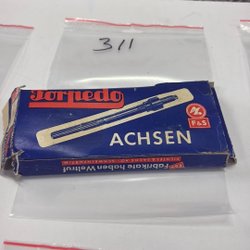 311
Torpedo
F&S
ACHSEN
Fabrikate haben Weltruf